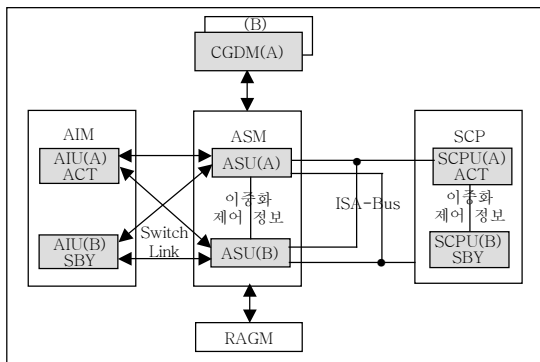 (B)
CGDM(A)
AIM
AIU(A)
ACT
AIU(B)
SBY
Switch
Link
ASM
ASU(A)
이중화
제어 정보
ASU(B)
RAGM
ISA-Bus
SCP
SCPU(A)
ACT
이중화
제어 정보
SCPU(B)
SBY